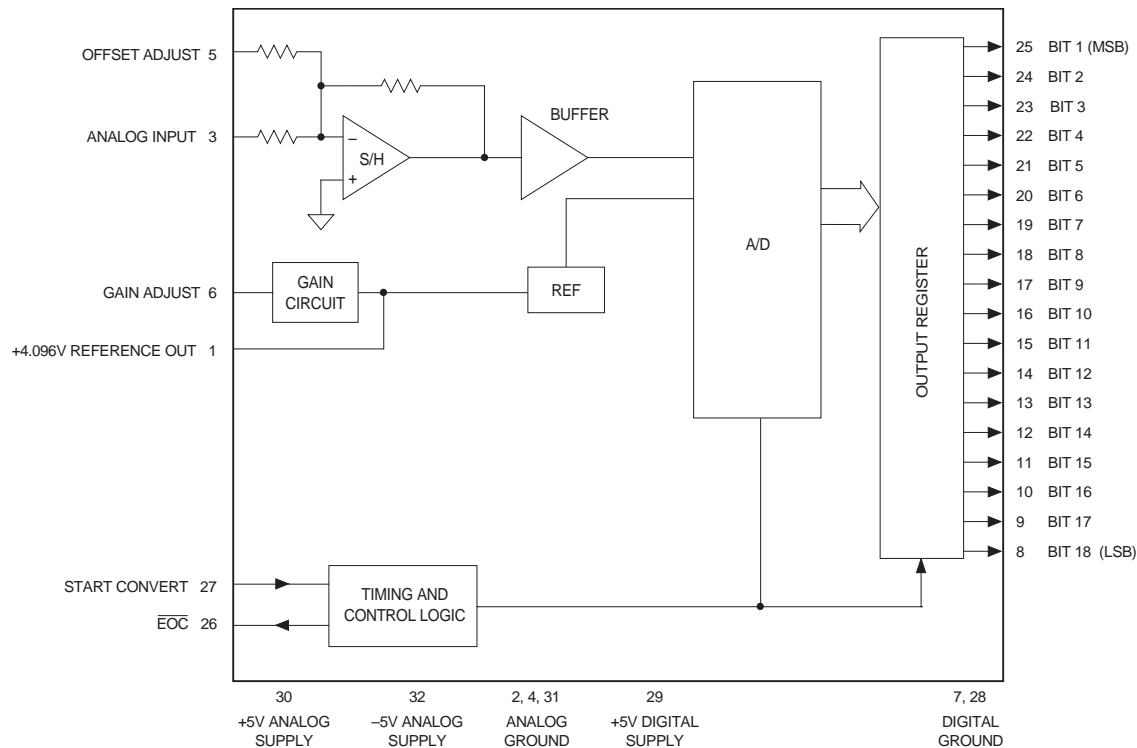 OFFSET ADJUST 5
ANALOG INPUT 3
GAIN ADJUST 6
+4.096V REFERENCE OUT 1
START CONVERT 27
EOC 26
–
S/H
+
BUFFER
GAIN
CIRCUIT
REF
A/D
TIMING AND
CONTROL LOGIC
OUTPUT REGISTER
25 BIT 1 (MSB)
24 BIT 2
23 BIT 3
22 BIT 4
21 BIT 5
20 BIT 6
19 BIT 7
18 BIT 8
17 BIT 9
16 BIT 10
15 BIT 11
14 BIT 12
13 BIT 13
12 BIT 14
11 BIT 15
10 BIT 16
9 BIT 17
8 BIT 18 (LSB)
30
+5V ANALOG
SUPPLY
32
–5V ANALOG
SUPPLY
2, 4, 31
ANALOG
GROUND
29
+5V DIGITAL
SUPPLY
7, 28
DIGITAL
GROUND